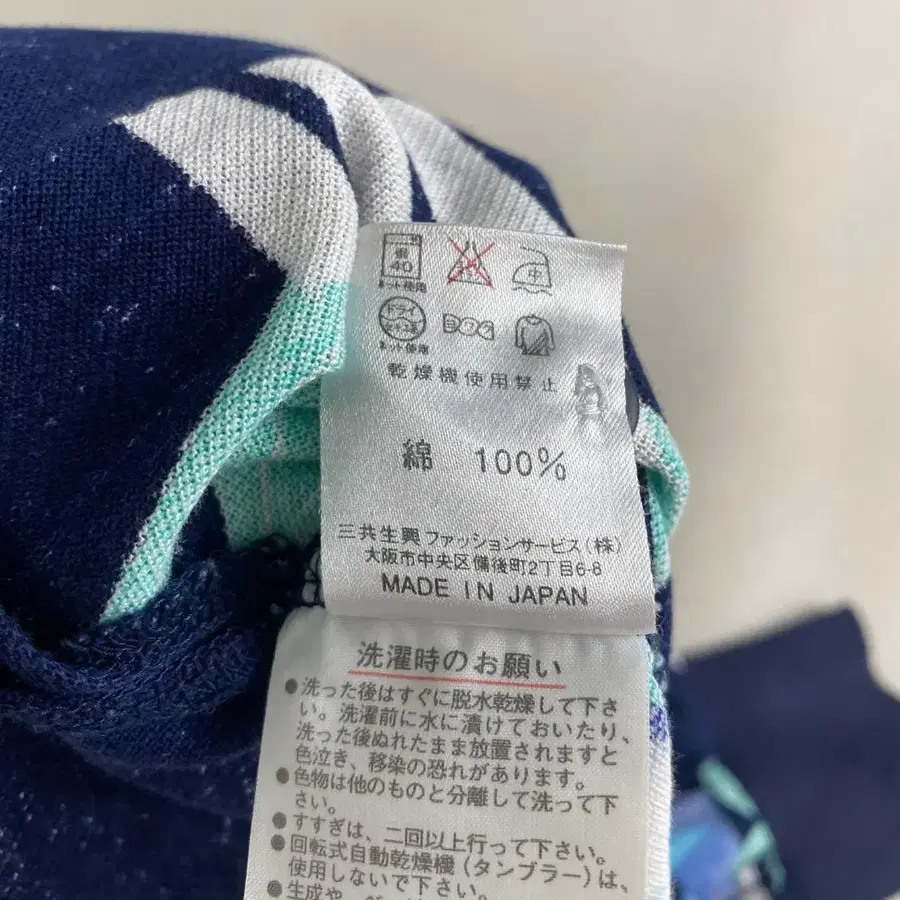 弱
40
ネット使用
中
ドライ
ネット使用
乾燥機使用禁止
綿 100%
三共生興ファッションサービス(株)
大阪市中央区備後町2丁目6-8
MADE IN JAPAN
洗濯時のお願い
●洗った後はすぐに脱水乾燥して下さ
い。洗濯前に水に漬けておいたり、
洗った後ぬれたまま放置されますと
色泣き、移染の恐れがあります。
●色物は他のものと分離して洗って下
さい。
●すすぎは、二回以上行って下さい。
●回転式自動乾燥機(タンブラー)は、
使用しないで下さい。
●生成や